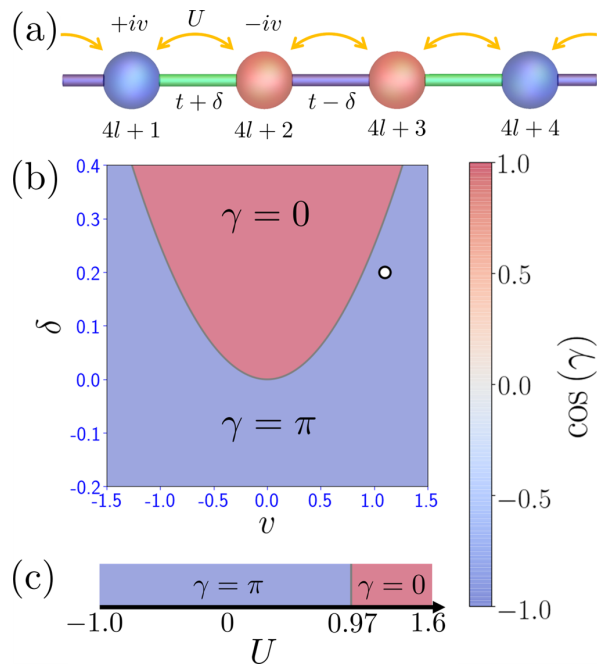 (a)
+iv U −iv
t+δ t−δ
4l+1 4l+2 4l+3 4l+4
(b)
δ
0.4
0.3
0.2
0.1
0.0
-0.1
-0.2
γ = 0
γ = π
-1.5 -1.0 -0.5 0.0 0.5 1.0 1.5
v
1.0
0.5
0.0
−0.5
−1.0
cos (γ)
(c)
γ = π γ = 0
-1.0 0 0.97 1.6
U